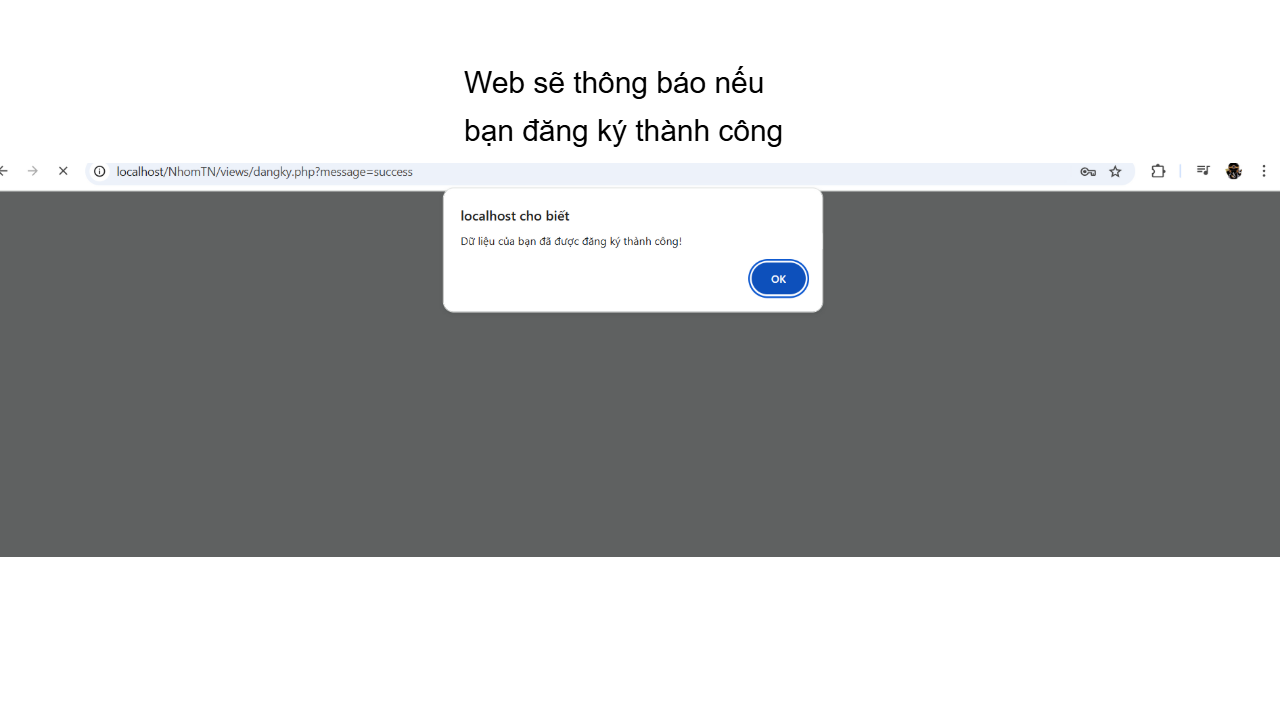 Web sẽ thông báo nếu
bạn đăng ký thành công
localhost/NhomTN/views/dangky.php?message=success
localhost cho biết
Dữ liệu của bạn đã được đăng ký thành công!
OK